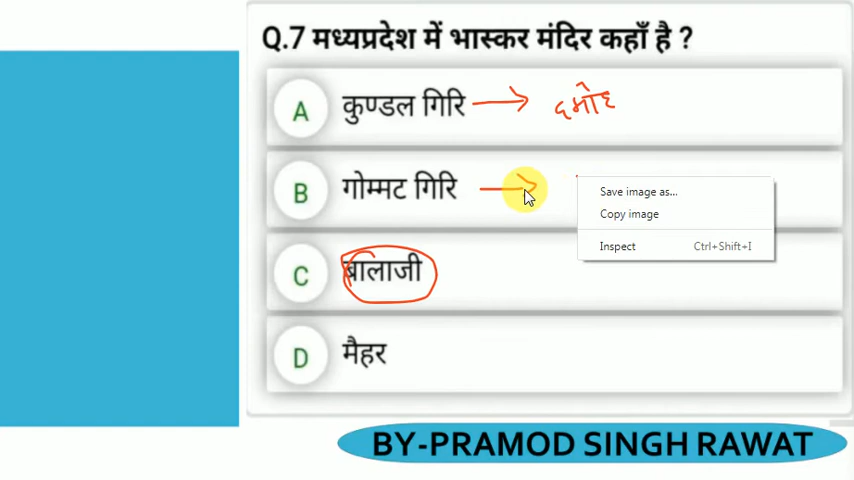 Q.7 मध्यप्रदेश में भास्कर मंदिर कहाँ है ?
A कुण्डल गिरि → दमोह
B गोम्मट गिरि →
Save image as...
Copy image
Inspect Ctrl+Shift+I
C बालाजी
D मैहर
BY-PRAMOD SINGH RAWAT